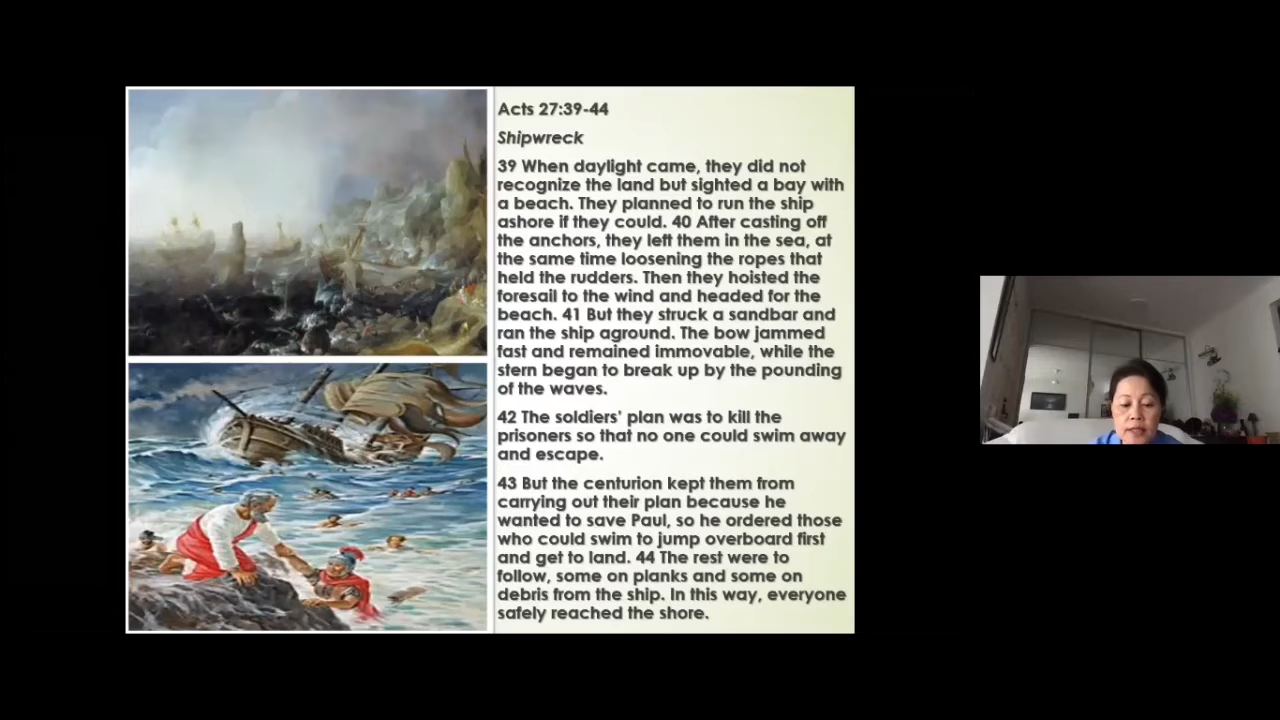 Acts 27:39-44
Shipwreck
39 When daylight came, they did not
recognize the land but sighted a bay with
a beach. They planned to run the ship
ashore if they could. 40 After casting off
the anchors, they left them in the sea, at
the same time loosening the ropes that
held the rudders. Then they hoisted the
foresail to the wind and headed for the
beach. 41 But they struck a sandbar and
ran the ship aground. The bow jammed
fast and remained immovable, while the
stern began to break up by the pounding
of the waves.
42 The soldiers' plan was to kill the
prisoners so that no one could swim away
and escape.
43 But the centurion kept them from
carrying out their plan because he
wanted to save Paul, so he ordered those
who could swim to jump overboard first
and get to land. 44 The rest were to
follow, some on planks and some on
debris from the ship. In this way, everyone
safely reached the shore.